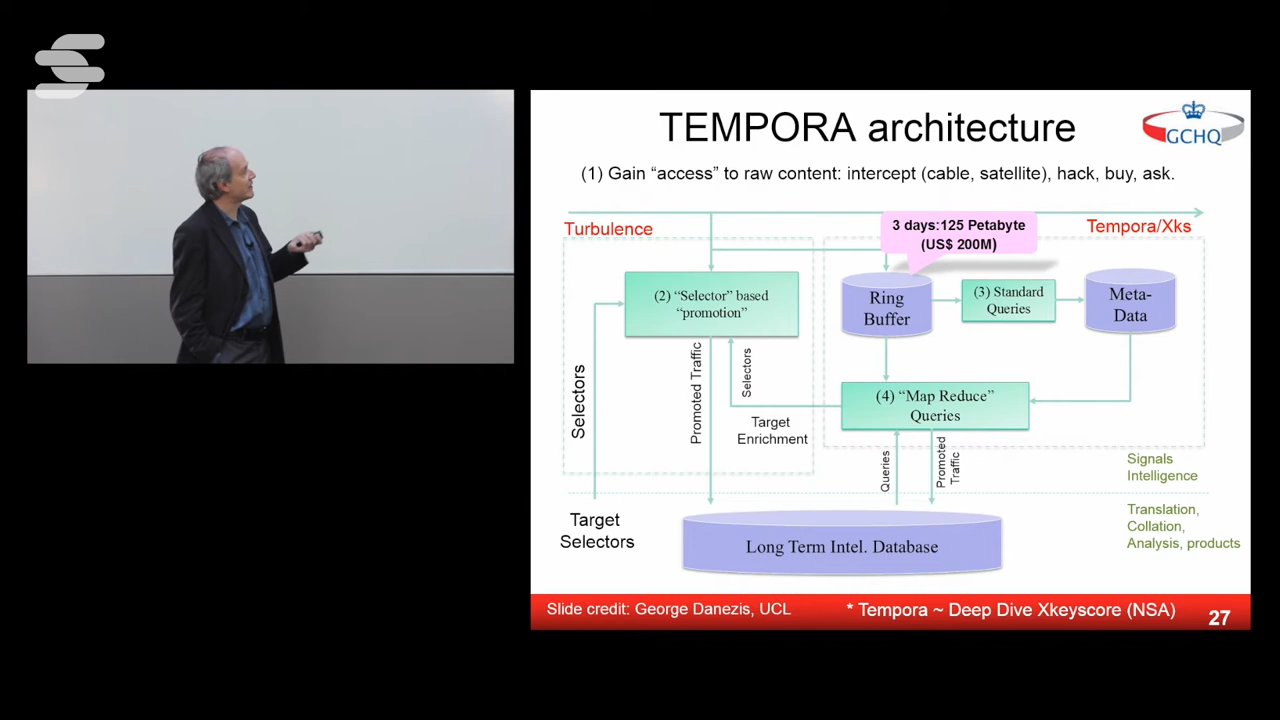 TEMPORA architecture
GCHQ
(1) Gain “access” to raw content: intercept (cable, satellite), hack, buy, ask.
Turbulence
3 days:125 Petabyte
(US$ 200M)
Tempora/Xks
(2) “Selector” based
“promotion”
Ring
Buffer
(3) Standard
Queries
Meta-
Data
Selectors
Promoted Traffic
Selectors
Target
Enrichment
(4) “Map Reduce”
Queries
Queries
Promoted
Traffic
Signals
Intelligence
Target
Selectors
Long Term Intel. Database
Translation,
Collation,
Analysis, products
Slide credit: George Danezis, UCL
* Tempora ~ Deep Dive Xkeyscore (NSA)
27